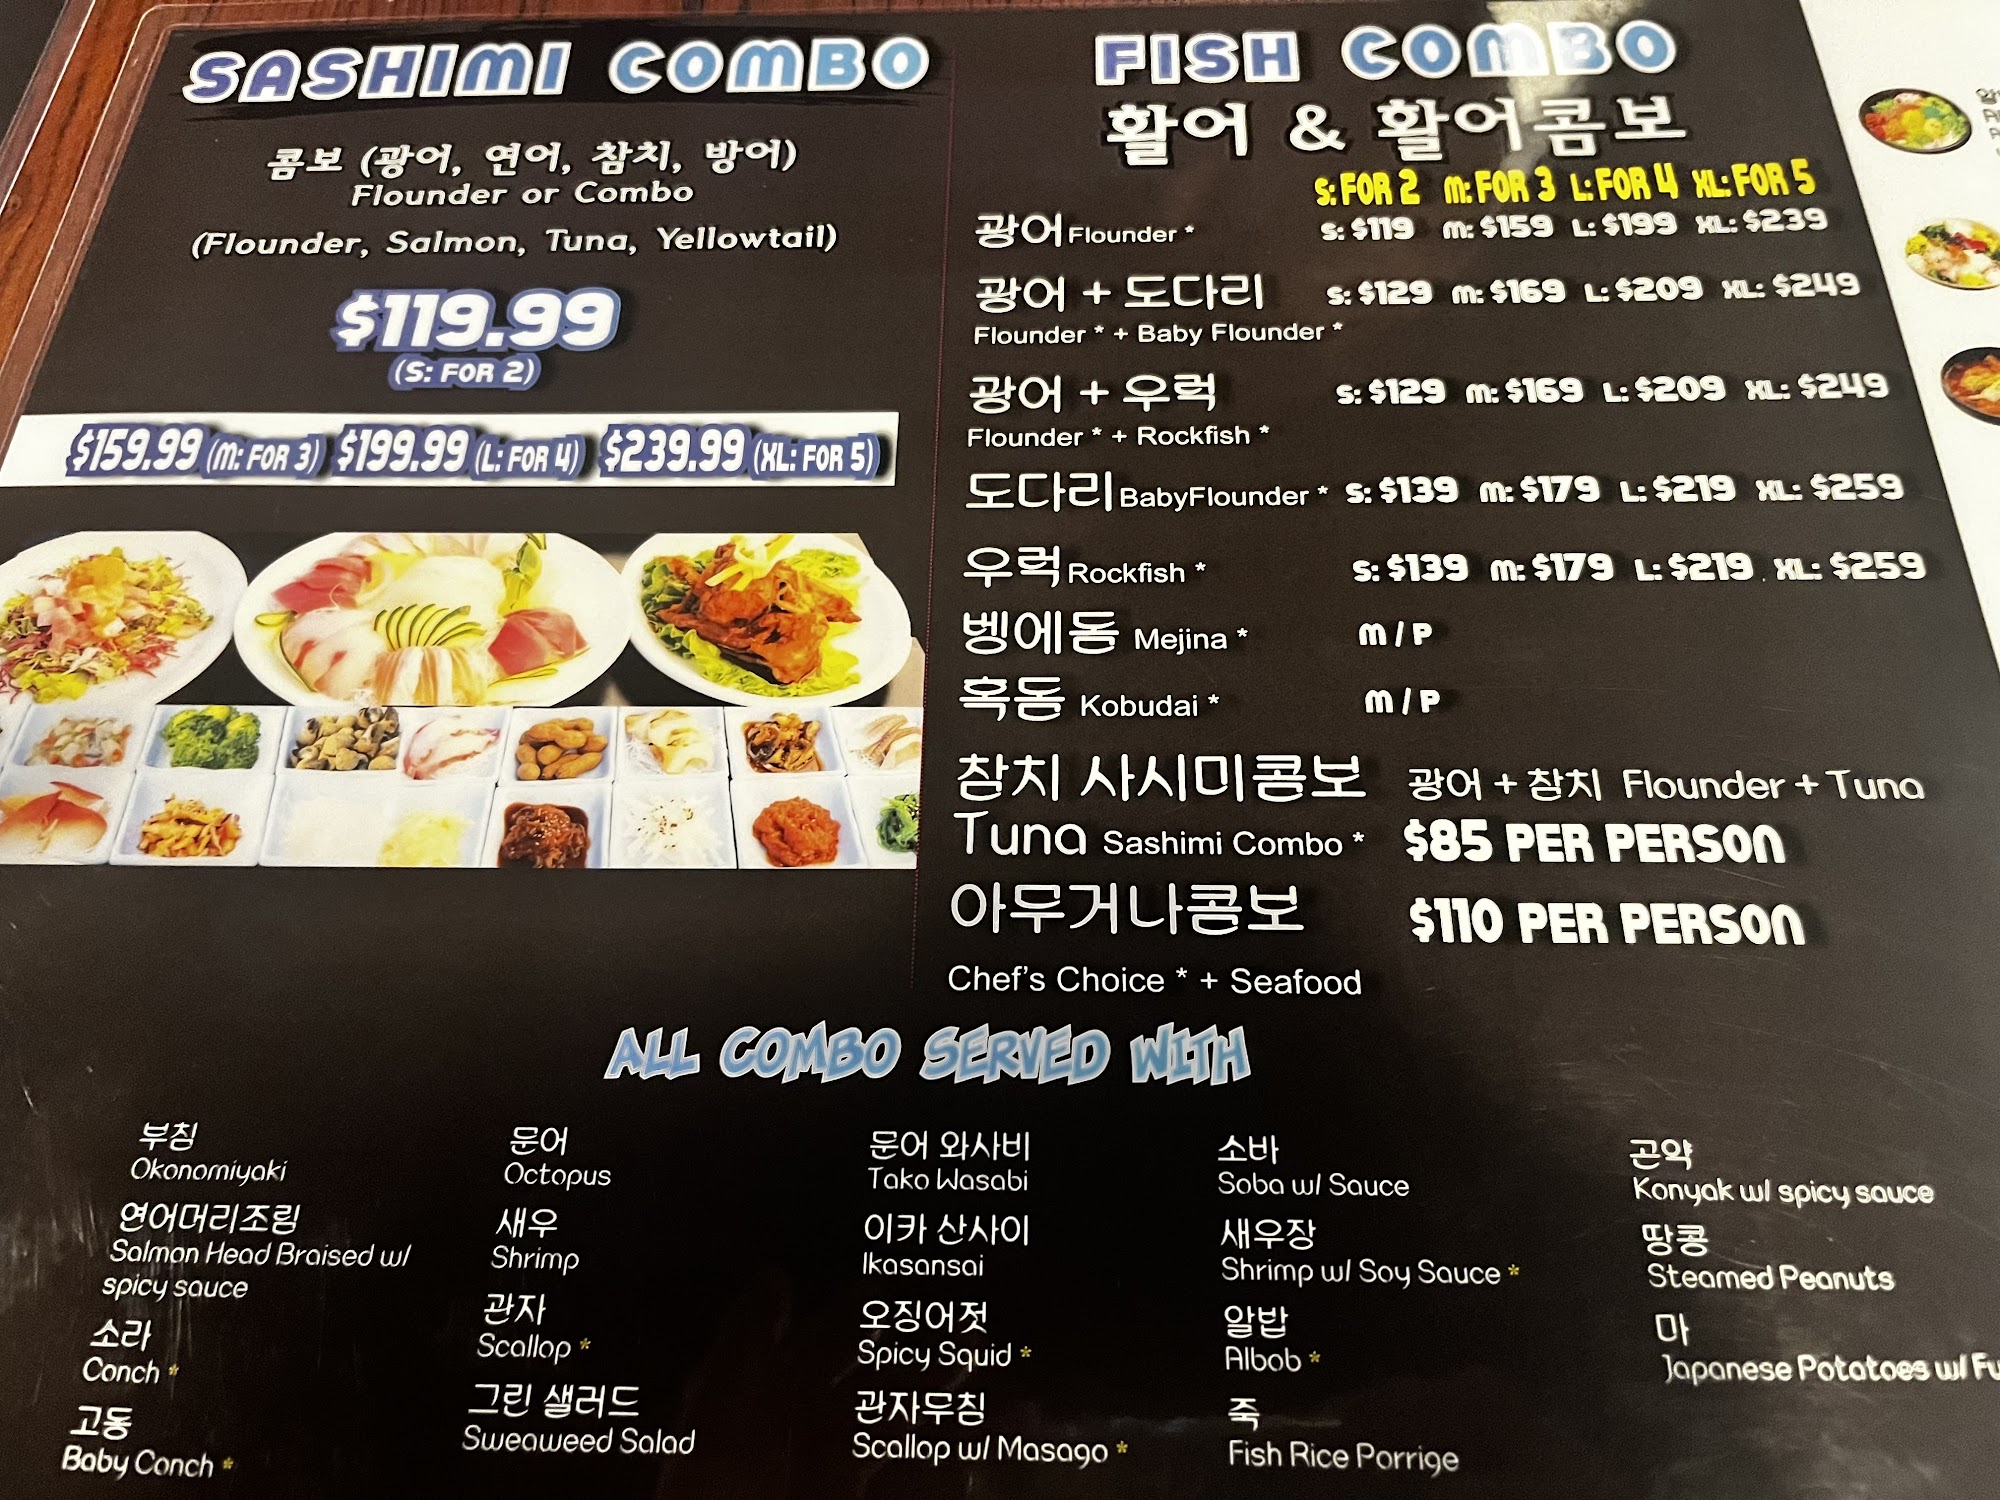 SASHIMI COMBO
콤보 (광어, 연어, 참치, 방어)
Flounder or Combo
(Flounder, Salmon, Tuna, Yellowtail)
$119.99
(S: FOR 2)
$159.99 (M: FOR 3) $199.99 (L: FOR 4) $239.99 (XL: FOR 5)
FISH COMBO
활어 & 활어콤보
S: FOR 2 M: FOR 3 L: FOR 4 XL: FOR 5
광어 Flounder * S: $119 M: $159 L: $199 XL: $239
광어 + 도다리 S: $129 M: $169 L: $209 XL: $249
Flounder * + Baby Flounder *
광어 + 우럭 S: $129 M: $169 L: $209 XL: $249
Flounder * + Rockfish *
도다리 BabyFlounder * S: $139 M: $179 L: $219 XL: $259
우럭 Rockfish * S: $139 M: $179 L: $219 XL: $259
벵에돔 Mejina * M / P
혹돔 Kobudai * M / P
참치 사시미콤보 광어 + 참치 Flounder + Tuna
Tuna Sashimi Combo * $85 PER PERSON
아무거나콤보 $110 PER PERSON
Chef's Choice * + Seafood
ALL COMBO SERVED WITH
부침
Okonomiyaki
연어머리조림
Salmon Head Braised w/
spicy sauce
소라
Conch *
고동
Baby Conch *
문어
Octopus
새우
Shrimp
관자
Scallop *
그린 샐러드
Sweaweed Salad
문어 와사비
Tako Wasabi
이카 산사이
Ikasansai
오징어젓
Spicy Squid *
관자무침
Scallop w/ Masago *
소바
Soba w/ Sauce
새우장
Shrimp w/ Soy Sauce *
알밥
Albob *
죽
Fish Rice Porrige
곤약
Konyak w/ spicy sauce
땅콩
Steamed Peanuts
마
Japanese Potatoes w/